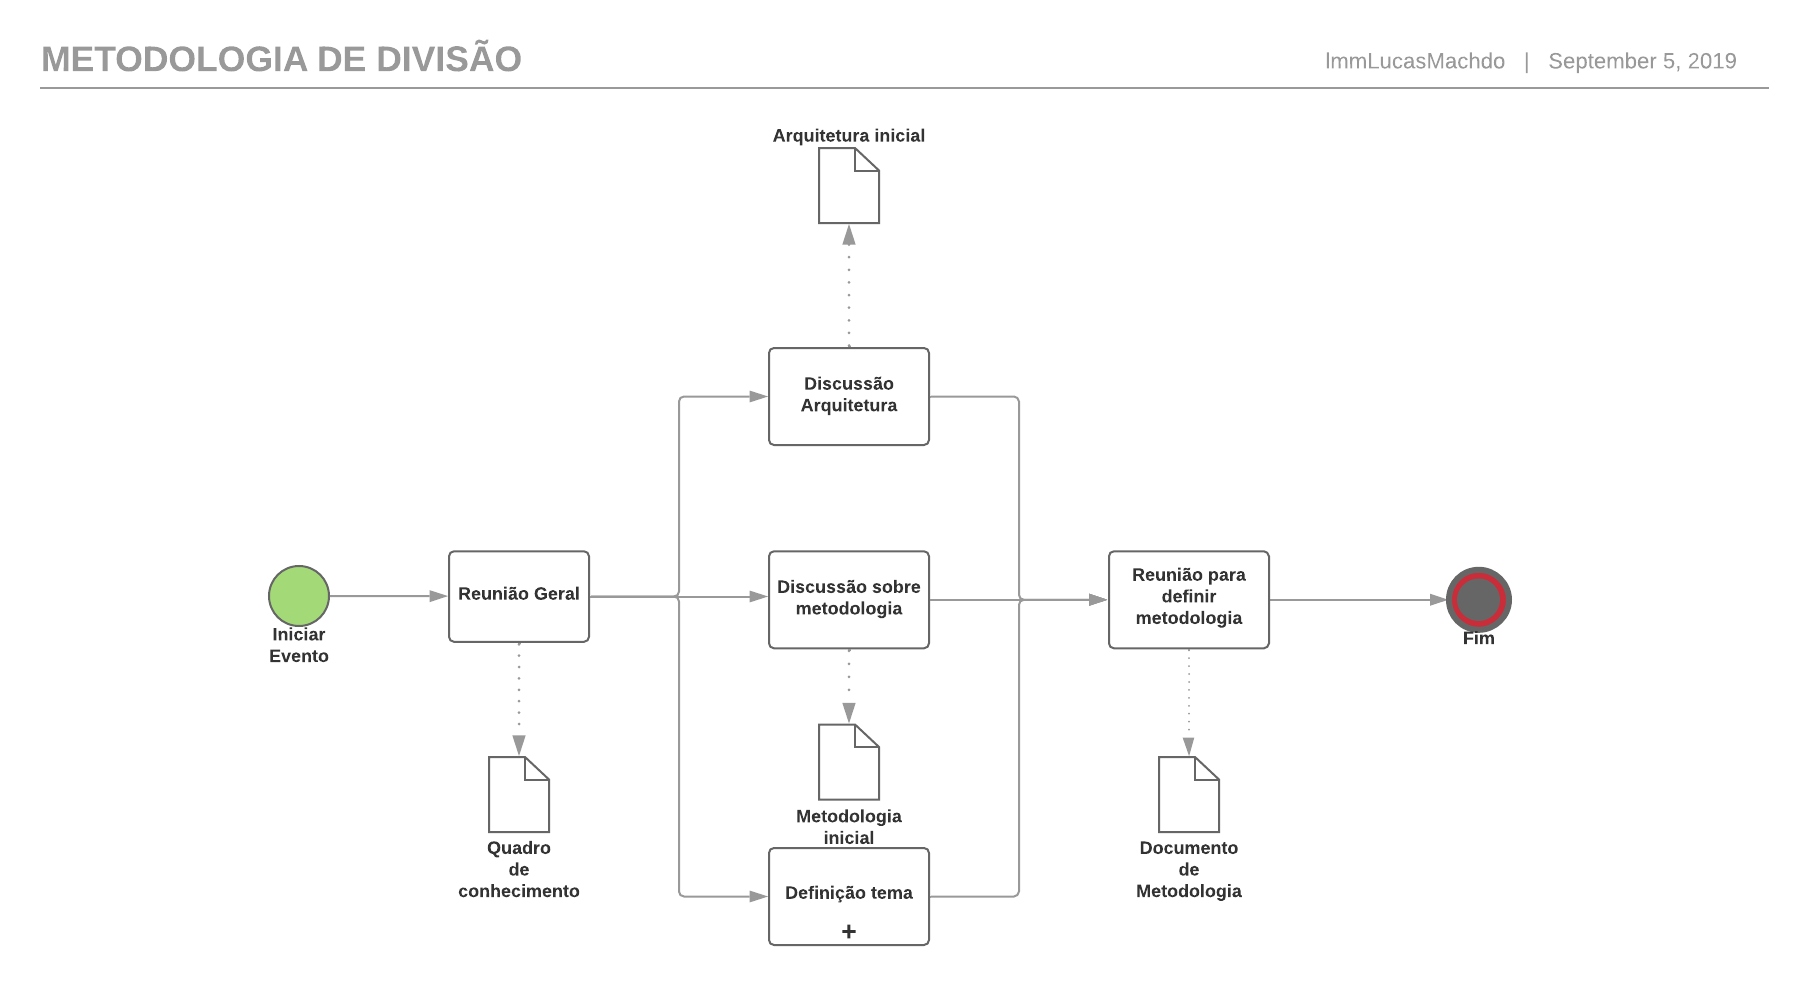 METODOLOGIA DE DIVISÃO
lmmLucasMachdo | September 5, 2019
Arquitetura inicial
Discussão
Arquitetura
Iniciar
Evento
Reunião Geral
Discussão sobre
metodologia
Reunião para
definir
metodologia
Fim
Quadro
de
conhecimento
Metodologia
inicial
Definição tema
+
Documento
de
Metodologia